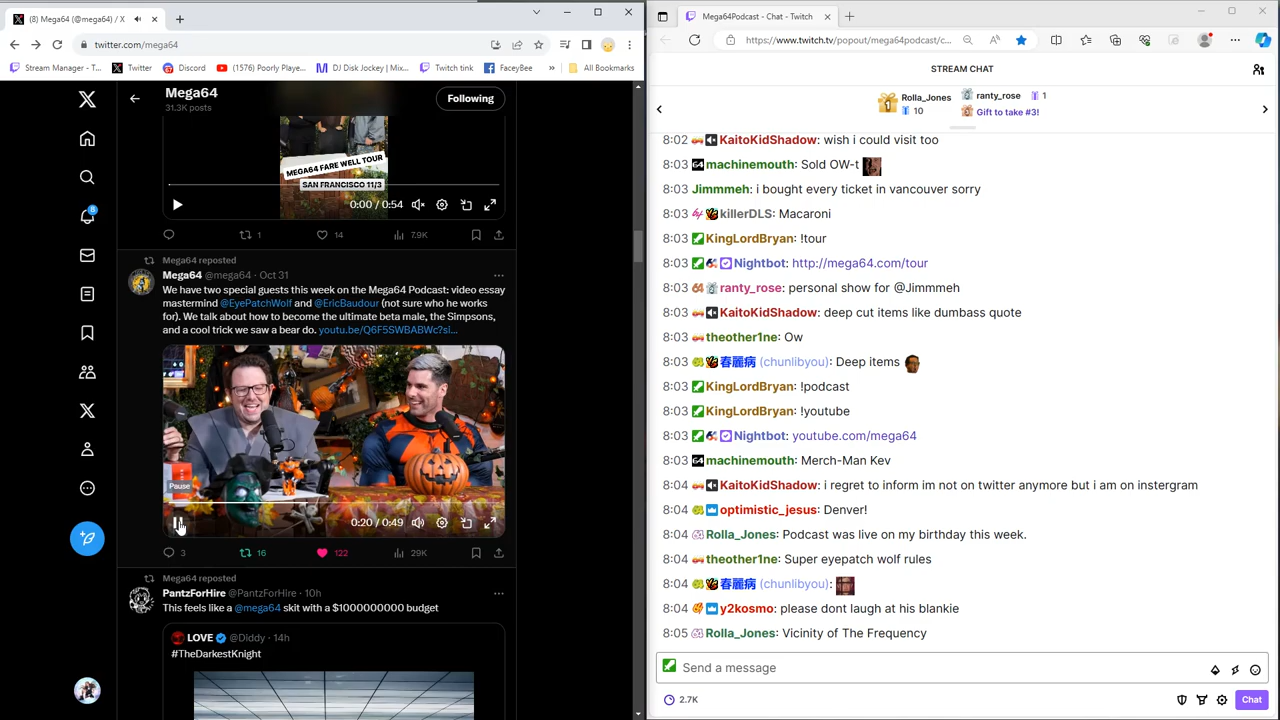 (8) Mega64 (@mega64) / X
twitter.com/mega64
Stream Manager - T...
Twitter
Discord
(1576) Poorly Playe...
DJ Disk Jockey | Mix...
Twitch tink
FaceyBee
»
All Bookmarks
Mega64
31.3K posts
Following
MEGA64 FARE WELL TOUR
SAN FRANCISCO 11/3
0:00 / 0:54
1
14
7.9K
Mega64 reposted
Mega64 @mega64 · Oct 31
We have two special guests this week on the Mega64 Podcast: video essay
mastermind @EyePatchWolf and @EricBaudour (not sure who he works
for). We talk about how to become the ultimate beta male, the Simpsons,
and a cool trick we saw a bear do. youtu.be/Q6F5SWBABWc?si...
Pause
0:20 / 0:49
3
16
122
29K
Mega64 reposted
PantzForHire @PantzForHire · 10h
This feels like a @mega64 skit with a $1000000000 budget
LOVE @Diddy · 14h
#TheDarkestKnight
8
Mega64Podcast - Chat - Twitch
https://www.twitch.tv/popout/mega64podcast/c...
STREAM CHAT
1
Rolla_Jones
10
ranty_rose
1
Gift to take #3!
8:02 KaitoKidShadow: wish i could visit too
8:03 64 machinemouth: Sold OW-t
8:03 Jimmmeh: i bought every ticket in vancouver sorry
8:03 killerDLS: Macaroni
8:03 KingLordBryan: !tour
8:03 Nightbot: http://mega64.com/tour
8:03 ranty_rose: personal show for @Jimmmeh
8:03 KaitoKidShadow: deep cut items like dumbass quote
8:03 theother1ne: Ow
8:03 春麗病 (chunlibyou): Deep items
8:03 KingLordBryan: !podcast
8:03 KingLordBryan: !youtube
8:03 Nightbot: youtube.com/mega64
8:03 64 machinemouth: Merch-Man Kev
8:04 KaitoKidShadow: i regret to inform im not on twitter anymore but i am on instergram
8:04 optimistic_jesus: Denver!
8:04 Rolla_Jones: Podcast was live on my birthday this week.
8:04 theother1ne: Super eyepatch wolf rules
8:04 春麗病 (chunlibyou):
8:04 y2kosmo: please dont laugh at his blankie
8:05 Rolla_Jones: Vicinity of The Frequency
Send a message
2.7K
Chat